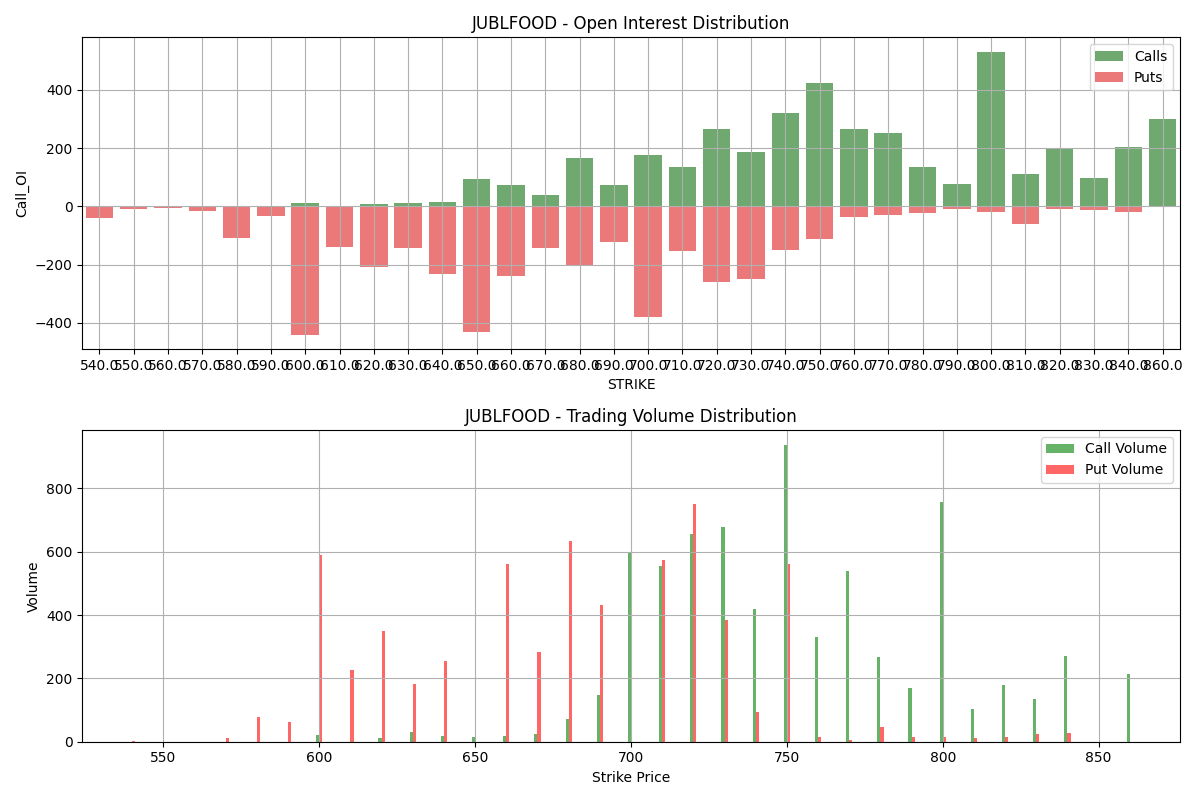 JUBLFOOD - Open Interest Distribution
Calls
Puts
Call_OI
400
200
0
−200
−400
540.0 550.0 560.0 570.0 580.0 590.0 600.0 610.0 620.0 630.0 640.0 650.0 660.0 670.0 680.0 690.0 700.0 710.0 720.0 730.0 740.0 750.0 760.0 770.0 780.0 790.0 800.0 810.0 820.0 830.0 840.0 860.0
STRIKE
JUBLFOOD - Trading Volume Distribution
Call Volume
Put Volume
Volume
800
600
400
200
0
550 600 650 700 750 800 850
Strike Price